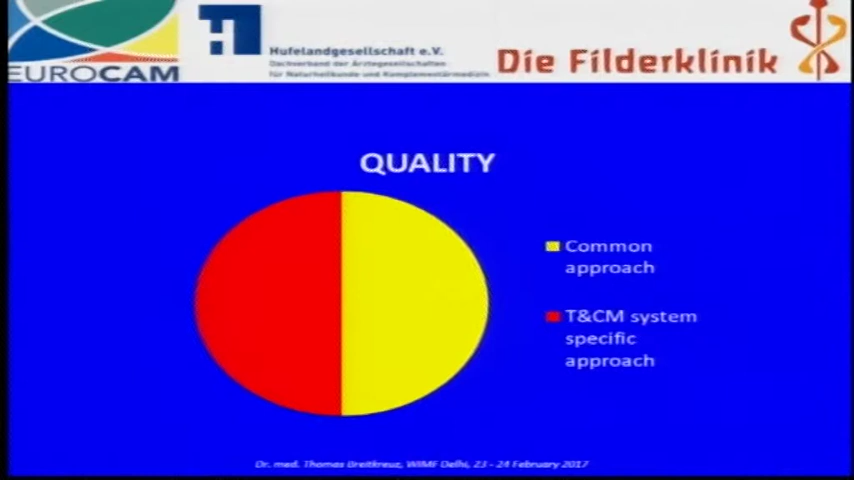 EUROCAM
Hufelandgesellschaft e.V.
Dachverband der Ärztegesellschaften
für Naturheilkunde und Komplementärmedizin
Die Filderklinik
QUALITY
Common
approach
T&CM system
specific
approach
Dr. med. Thomas Breitkreuz, WIMF Delhi, 23 - 24 February 2017